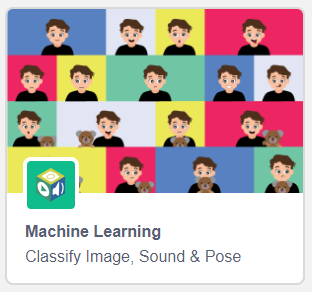 Machine Learning
Classify Image, Sound & Pose